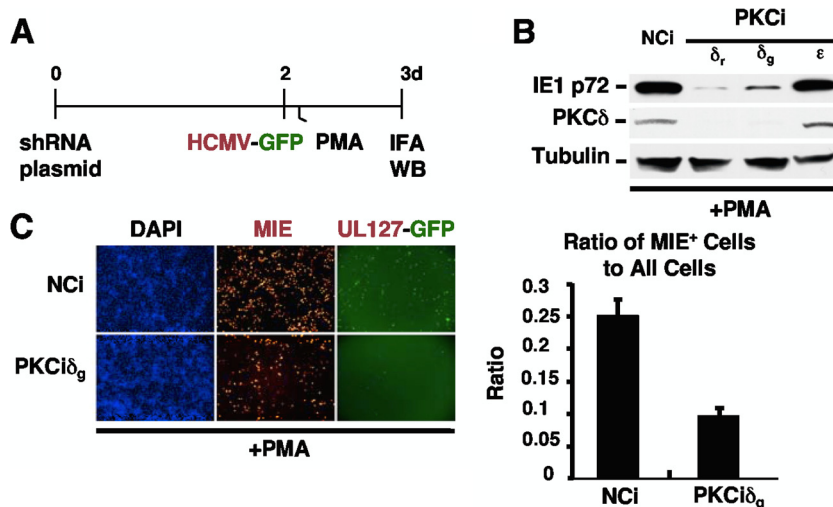 A
0 2 3d
shRNA plasmid
HCMV-GFP
PMA
IFA
WB
B
PKCi
NCi δr δg ε
IE1 p72
PKCδ
Tubulin
+PMA
C
DAPI MIE UL127-GFP
NCi
PKCiδg
+PMA
Ratio of MIE+ Cells
to All Cells
Ratio
0.3
0.25
0.2
0.15
0.1
0.05
0
NCi PKCiδg